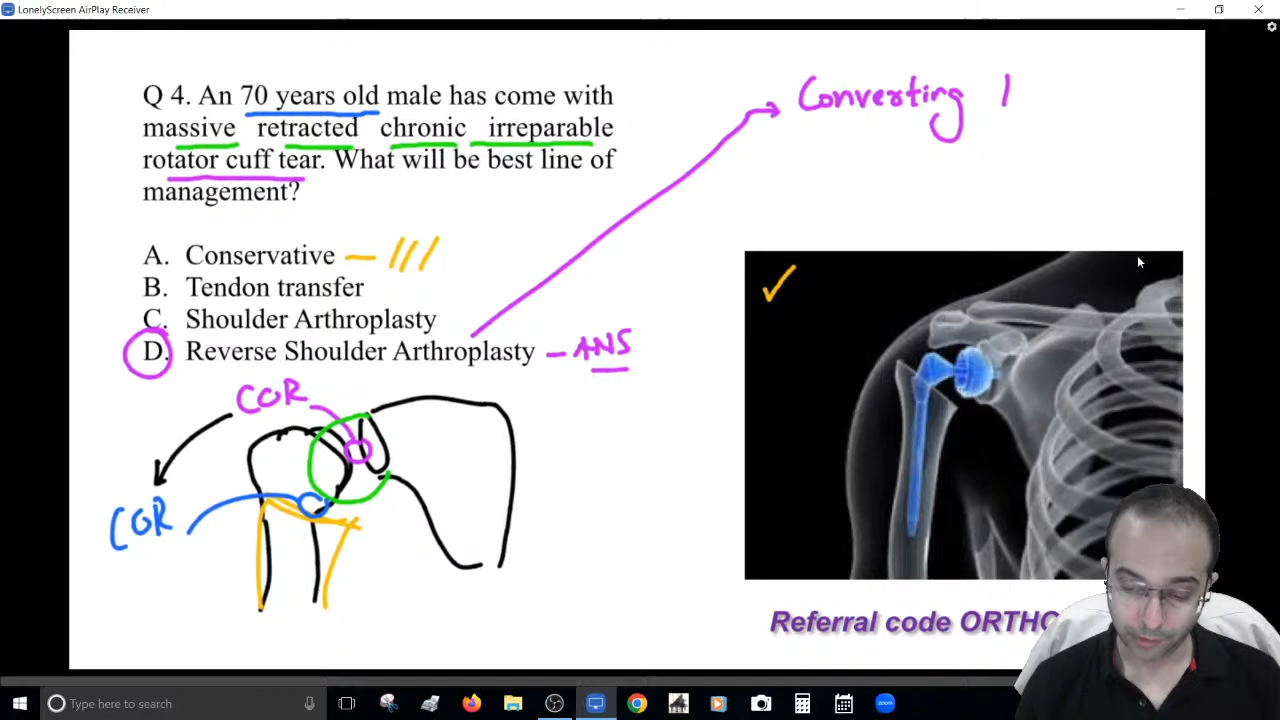 LonelyScreen AirPlay Receiver
Q 4. An 70 years old male has come with
massive retracted chronic irreparable
rotator cuff tear. What will be best line of
management?
A. Conservative
B. Tendon transfer
C. Shoulder Arthroplasty
D. Reverse Shoulder Arthroplasty - ANS
Converting
COR
COR
Referral code ORTHO
Type here to search
zoom